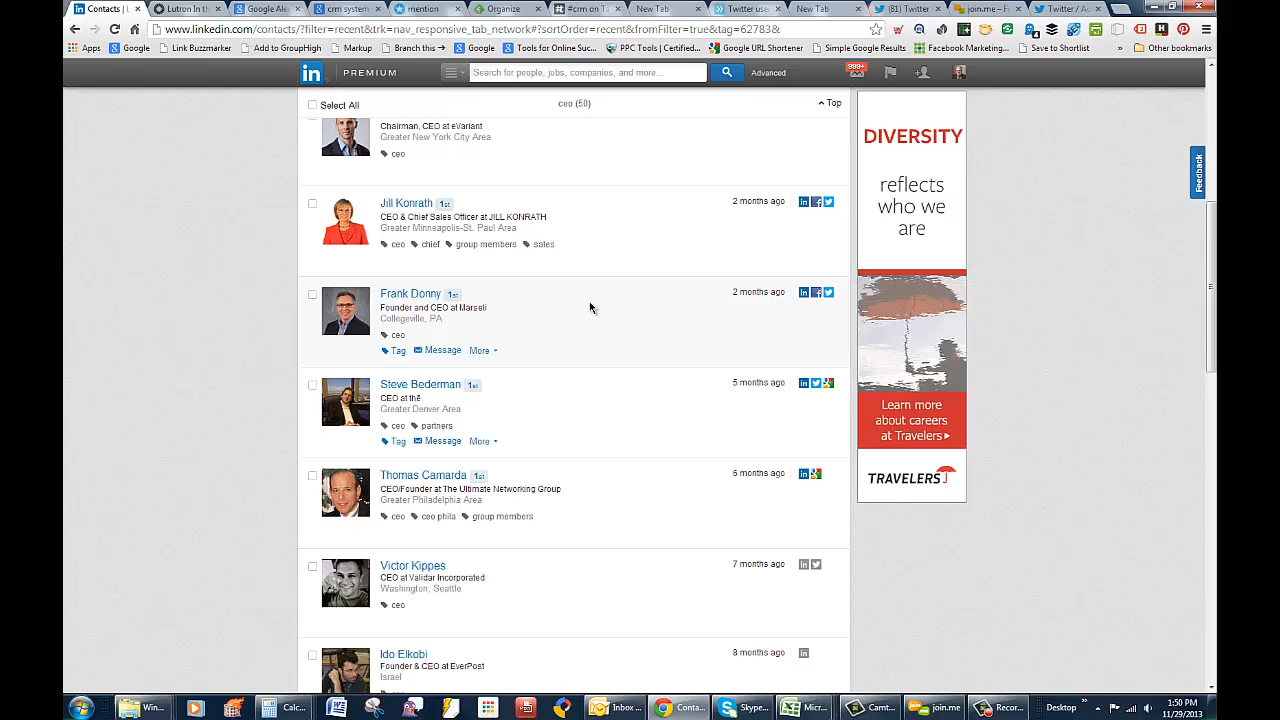 Contacts | L
Lutron In th
Google Ale
crm system
mention
Organize
#crm on T
New Tab
Twitter use
New Tab
(81) Twitter
join.me – F
Twitter / A
www.linkedin.com/contacts/?filter=recent&trk=nav_responsive_tab_network#?sortOrder=recent&fromFilter=true&tag=62783&
Apps Google Link Buzzmarker Add to GroupHigh Markup Branch this Google Tools for Online Suc... PPC Tools | Certified... Google URL Shortener Simple Google Results Facebook Marketing... Save to Shortlist » Other bookmarks
in PREMIUM Search for people, jobs, companies, and more... Advanced 999+
Select All ceo (50) Top
Chairman, CEO at eVariant
Greater New York City Area
ceo
Jill Konrath 1st 2 months ago
CEO & Chief Sales Officer at JILL KONRATH
Greater Minneapolis-St. Paul Area
ceo chief group members sales
Frank Donny 1st 2 months ago
Founder and CEO at Marseli
Collegeville, PA
ceo
Tag Message More
Steve Bederman 1st 5 months ago
CEO at thē
Greater Denver Area
ceo partners
Tag Message More
Thomas Camarda 1st 6 months ago
CEO/Founder at The Ultimate Networking Group
Greater Philadelphia Area
ceo ceo phila group members
Victor Kippes 7 months ago
CEO at Validar Incorporated
Washington, Seattle
ceo
Ido Elkobi 8 months ago
Founder & CEO at EverPost
Israel
DIVERSITY
reflects
who we
are
Learn more
about careers
at Travelers
TRAVELERS
Feedback
Win... Calc... Inbox ... Conta... Skype... Micr... Camt... join.me Recor... Desktop
1:50 PM
11/29/2013